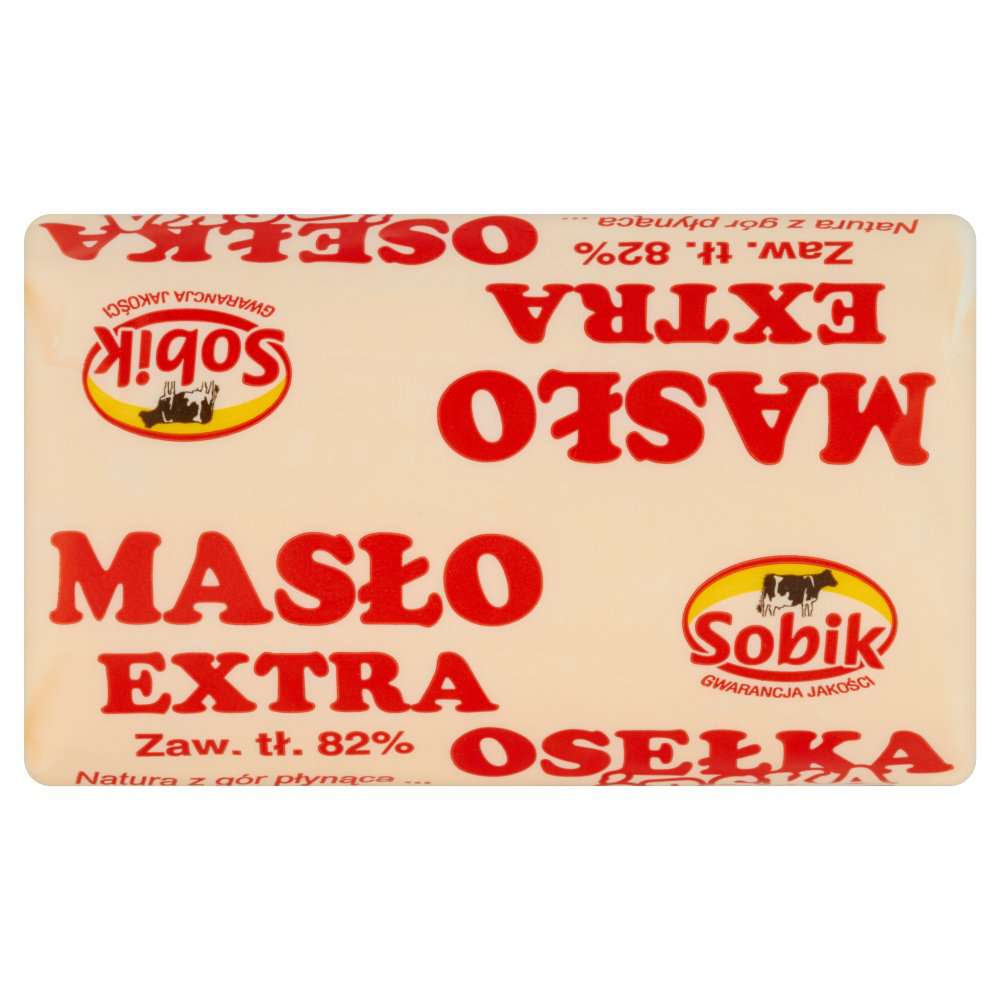 OSEŁKA
Natura z gór płynąca ...
Zaw. tł. 82%
EXTRA
MASŁO
Sobik
GWARANCJA JAKOŚCI
MASŁO
EXTRA
Zaw. tł. 82%
Natura z gór płynąca ...
Sobik
GWARANCJA JAKOŚCI
OSEŁKA